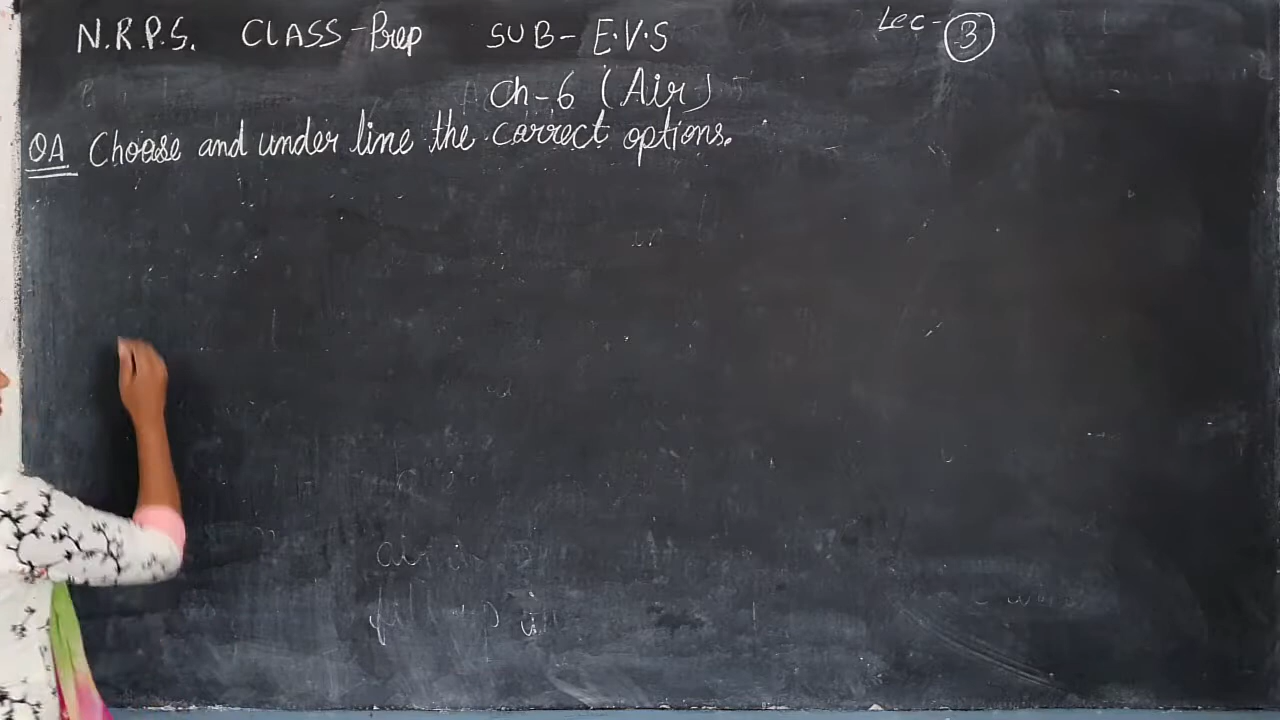 N.R.P.S. CLASS-Prep SUB- E.V.S Lec- 3
Ch-6 (Air)
QA Choose and under line the correct options.